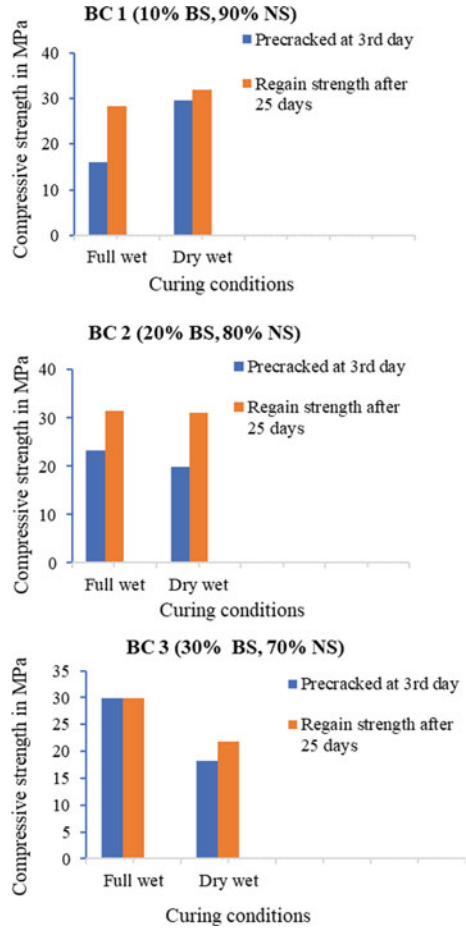 BC 1 (10% BS, 90% NS)
Compressive strength in MPa
40
30
20
10
0
Precracked at 3rd day
Regain strength after
25 days
Full wet
Dry wet
Curing conditions
BC 2 (20% BS, 80% NS)
Compressive strength in MPa
40
30
20
10
0
Precracked at 3rd day
Regain strength after
25 days
Full wet
Dry wet
Curing conditions
BC 3 (30% BS, 70% NS)
Compressive strength in MPa
35
30
25
20
15
10
5
0
Precracked at 3rd day
Regain strength after
25 days
Full wet
Dry wet
Curing conditions